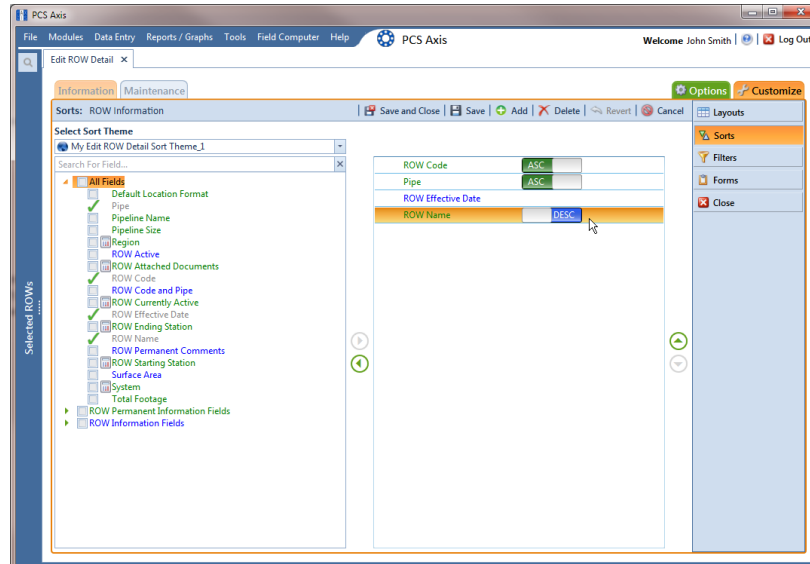 PCS Axis
File Modules Data Entry Reports / Graphs Tools Field Computer Help PCS Axis Welcome John Smith Log Out
Edit ROW Detail ×
Information Maintenance Options Customize
Sorts: ROW Information Save and Close Save Add Delete Revert Cancel
Layouts
Sorts
Filters
Forms
Close
Select Sort Theme
My Edit ROW Detail Sort Theme_1
Search For Field...
All Fields
Default Location Format
Pipe
Pipeline Name
Pipeline Size
Region
ROW Active
ROW Attached Documents
ROW Code
ROW Code and Pipe
ROW Currently Active
ROW Effective Date
ROW Ending Station
ROW Name
ROW Permanent Comments
ROW Starting Station
Surface Area
System
Total Footage
ROW Permanent Information Fields
ROW Information Fields
ROW Code ASC
Pipe ASC
ROW Effective Date
ROW Name DESC
Selected ROWs